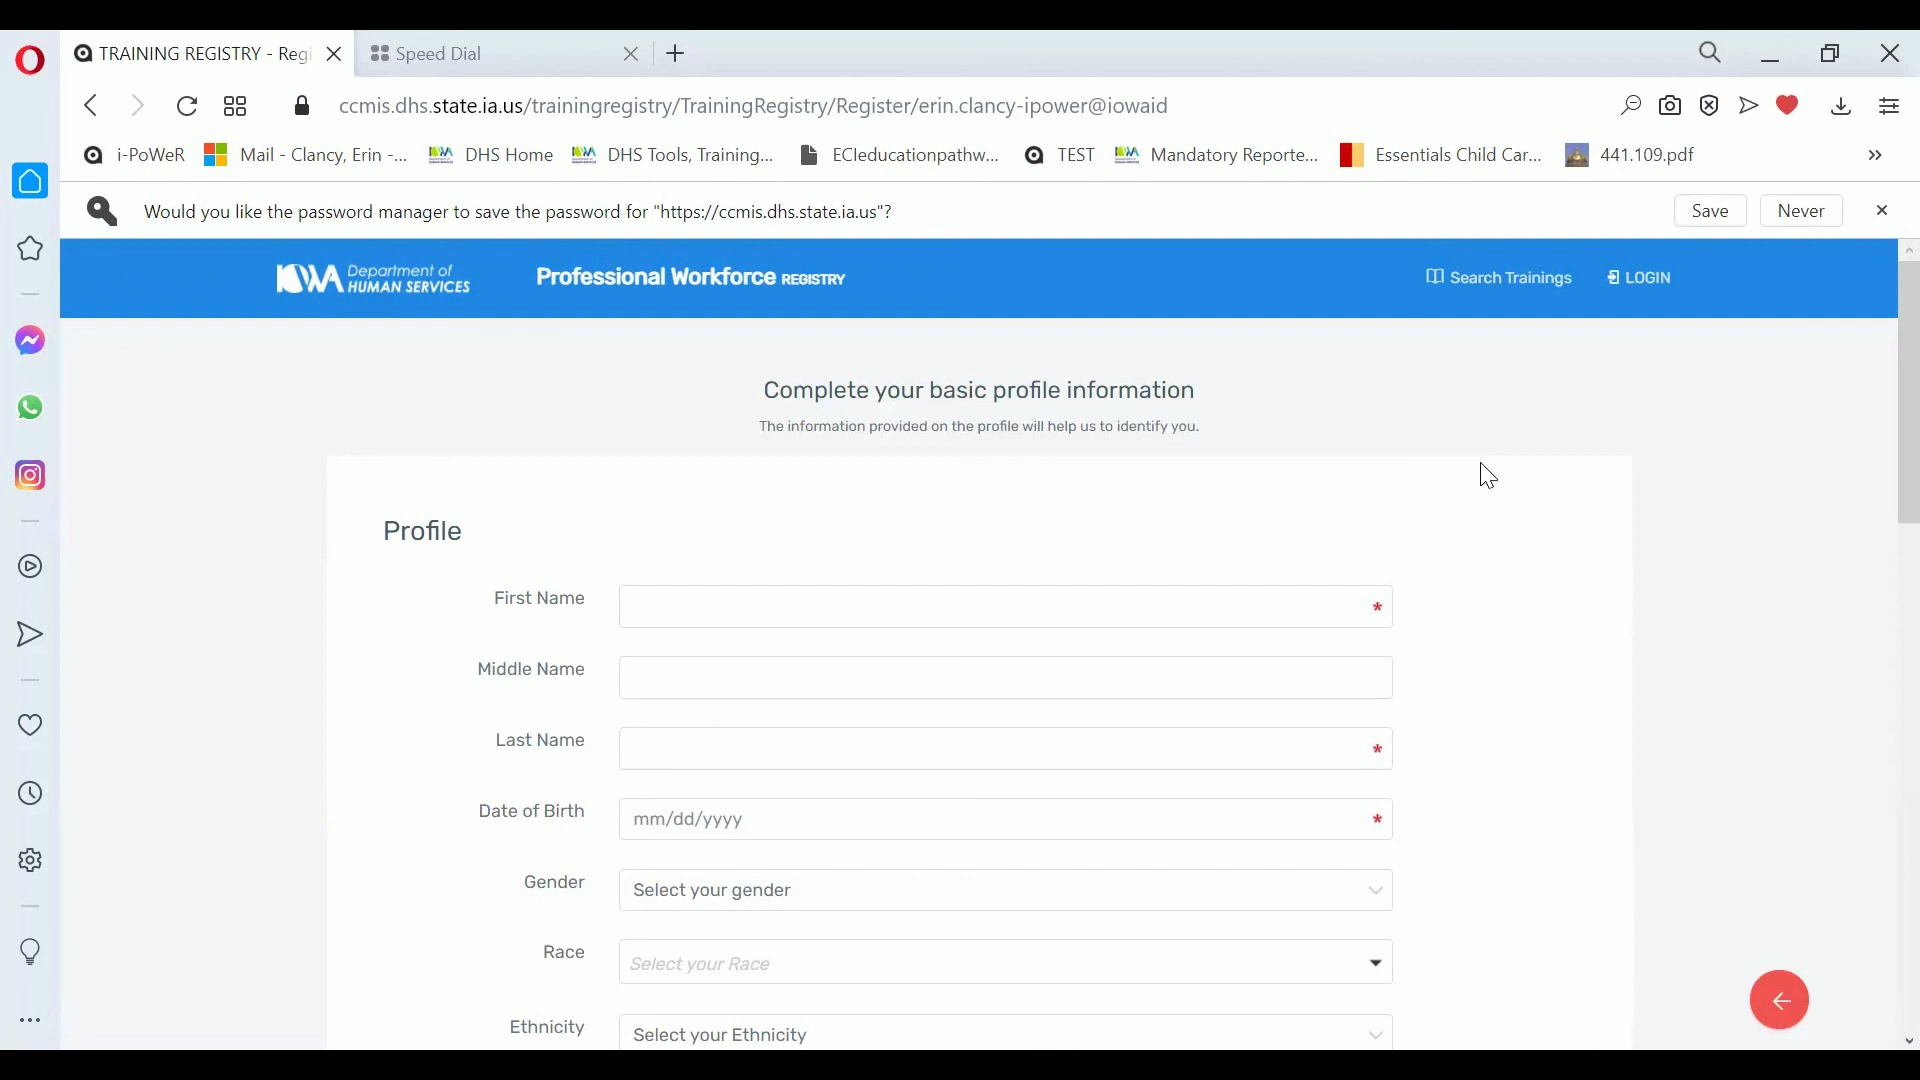 TRAINING REGISTRY - Regi
Speed Dial
ccmis.dhs.state.ia.us/trainingregistry/TrainingRegistry/Register/erin.clancy-ipower@iowaid
i-PoWeR
Mail - Clancy, Erin -...
DHS Home
DHS Tools, Training...
ECIeducationpathw...
TEST
Mandatory Reporte...
Essentials Child Car...
441.109.pdf
Would you like the password manager to save the password for "https://ccmis.dhs.state.ia.us"?
Save
Never
IOWA Department of
HUMAN SERVICES
Professional Workforce REGISTRY
Search Trainings
LOGIN
Complete your basic profile information
The information provided on the profile will help us to identify you.
Profile
First Name *
Middle Name
Last Name *
Date of Birth mm/dd/yyyy *
Gender Select your gender
Race Select your Race
Ethnicity Select your Ethnicity